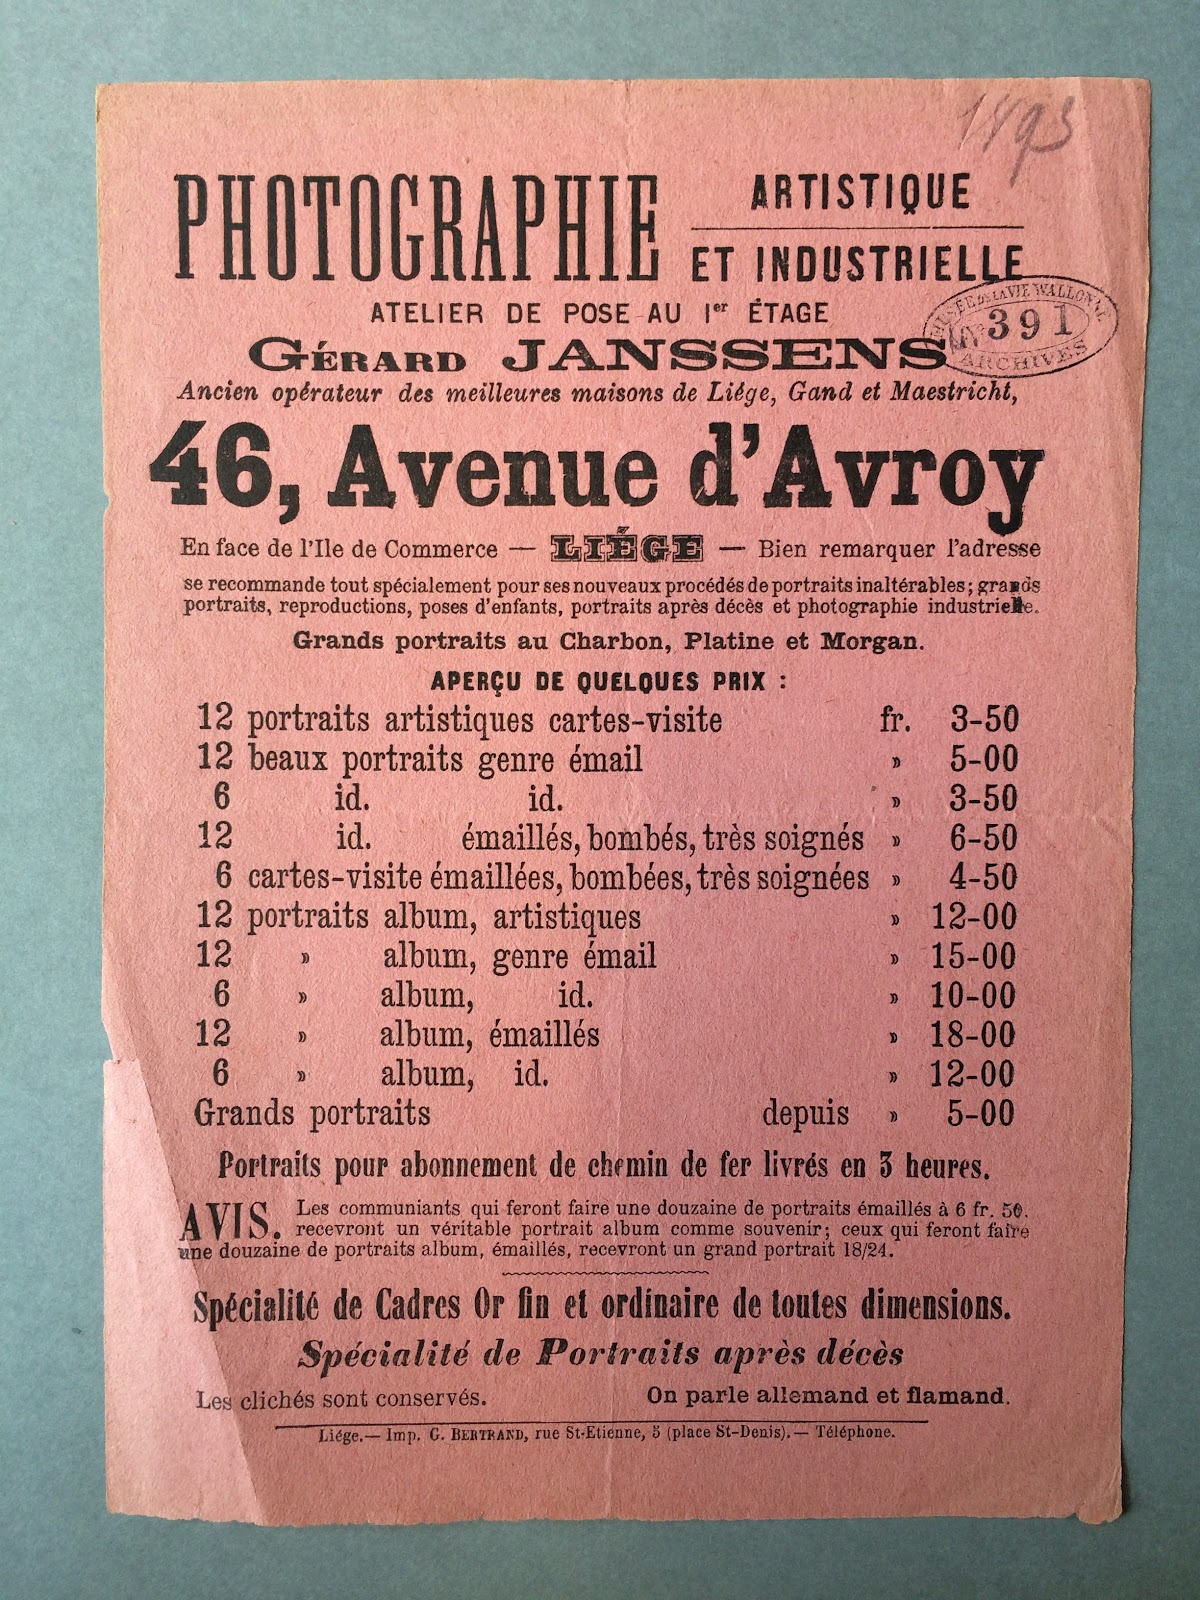 1893
PHOTOGRAPHIE ARTISTIQUE
ET INDUSTRIELLE
ATELIER DE POSE AU 1er ÉTAGE
MUSÉE DE LA VIE WALLONNE
No 391
ARCHIVES
GÉRARD JANSSENS
Ancien opérateur des meilleures maisons de Liége, Gand et Maestricht,
46, Avenue d'Avroy
En face de l'Ile de Commerce — LIÉGE — Bien remarquer l'adresse
se recommande tout spécialement pour ses nouveaux procédés de portraits inaltérables; grands
portraits, reproductions, poses d'enfants, portraits après décès et photographie industrielle.
Grands portraits au Charbon, Platine et Morgan.
APERÇU DE QUELQUES PRIX :
12 portraits artistiques cartes-visite fr. 3-50
12 beaux portraits genre émail » 5-00
6 id. id. » 3-50
12 id. émaillés, bombés, très soignés » 6-50
6 cartes-visite émaillées, bombées, très soignées » 4-50
12 portraits album, artistiques » 12-00
12 » album, genre émail » 15-00
6 » album, id. » 10-00
12 » album, émaillés » 18-00
6 » album, id. » 12-00
Grands portraits depuis » 5-00
Portraits pour abonnement de chemin de fer livrés en 3 heures.
AVIS. Les communiants qui feront faire une douzaine de portraits émaillés à 6 fr. 50.
recevront un véritable portrait album comme souvenir; ceux qui feront faire
une douzaine de portraits album, émaillés, recevront un grand portrait 18/24.
Spécialité de Cadres Or fin et ordinaire de toutes dimensions.
Spécialité de Portraits après décès
Les clichés sont conservés. On parle allemand et flamand.
Liége.— Imp. G. BERTRAND, rue St-Etienne, 5 (place St-Denis).— Téléphone.